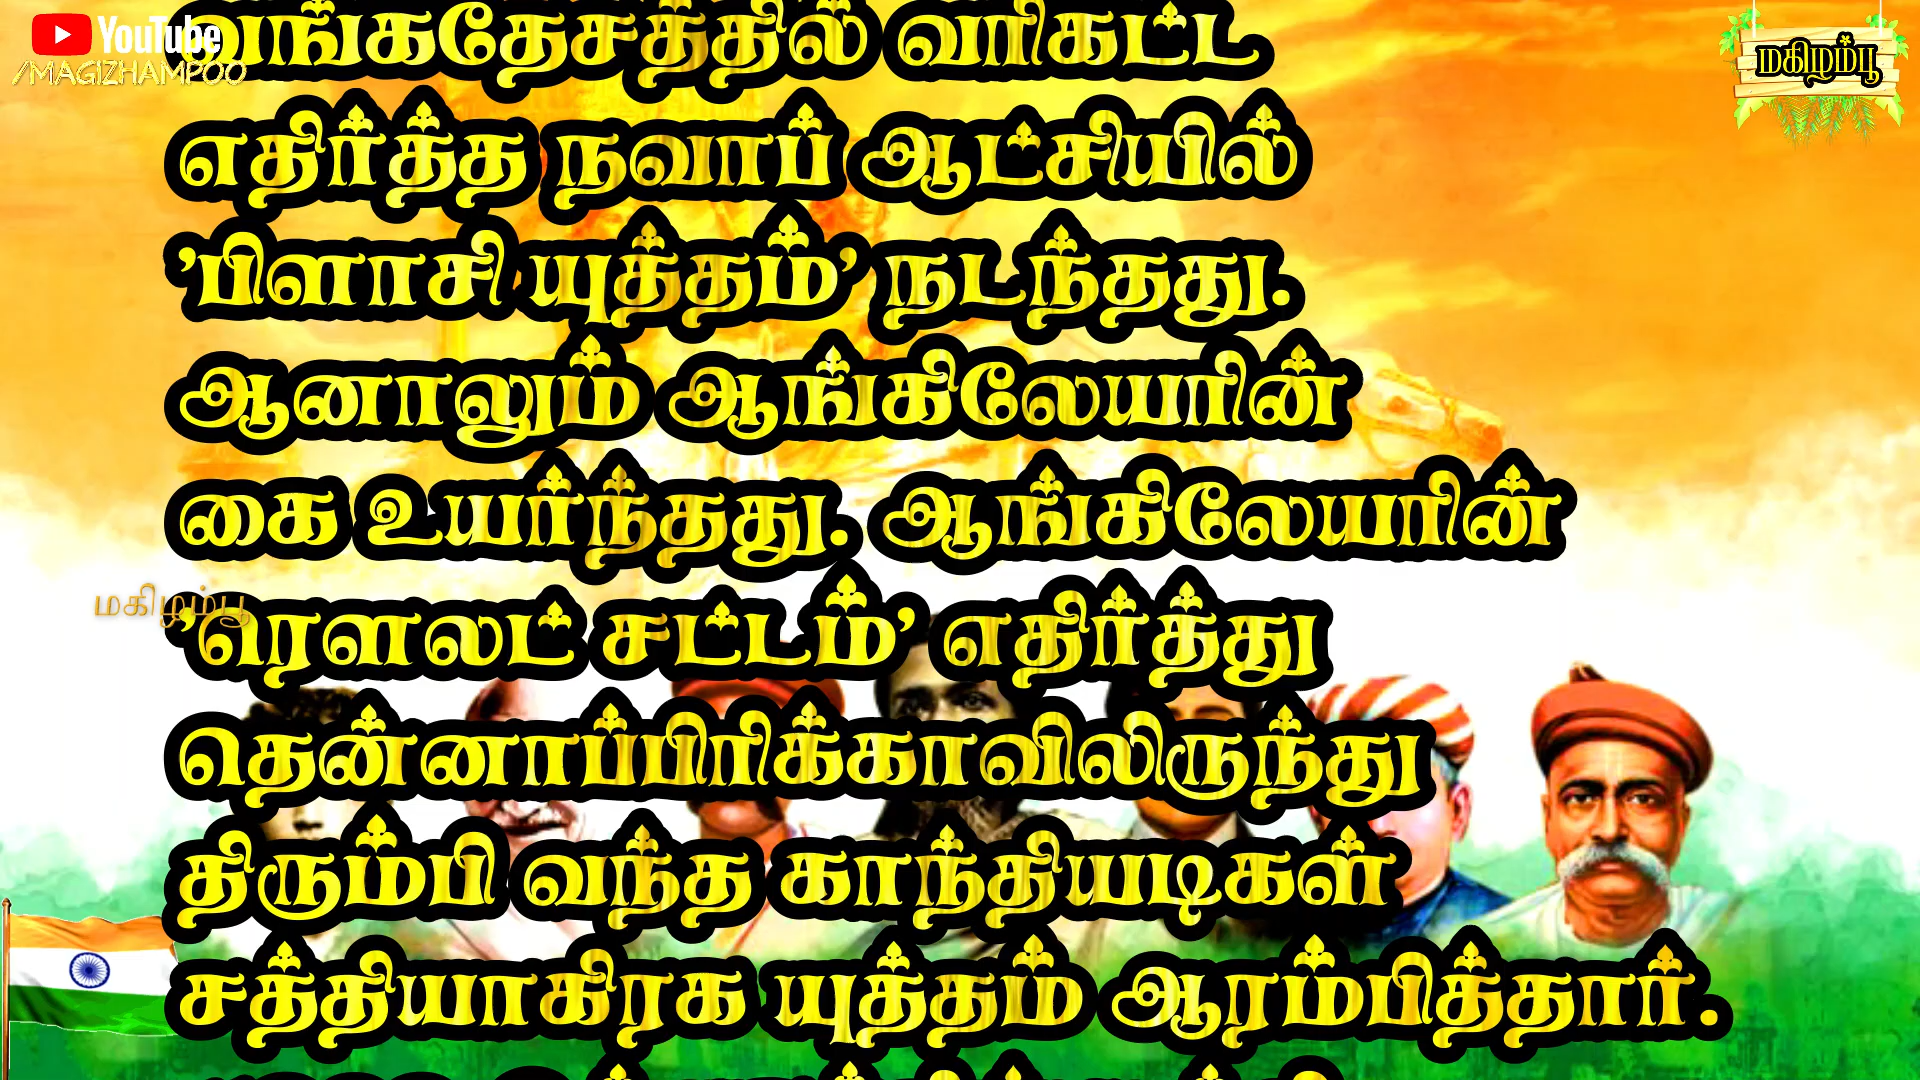 YouTube
/MAGIZHAMPOO
மகிழம்பூ
வங்கதேசத்தில் வரிகட்ட
எதிர்த்த நவாப் ஆட்சியில்
'பிளாசி யுத்தம்' நடந்தது.
ஆனாலும் ஆங்கிலேயரின்
கை உயர்ந்தது. ஆங்கிலேயரின்
மகிழம்பூ
'ரௌலட் சட்டம்' எதிர்த்து
தென்னாப்பிரிக்காவிலிருந்து
திரும்பி வந்த காந்தியடிகள்
சத்தியாகிரக யுத்தம் ஆரம்பித்தார்.